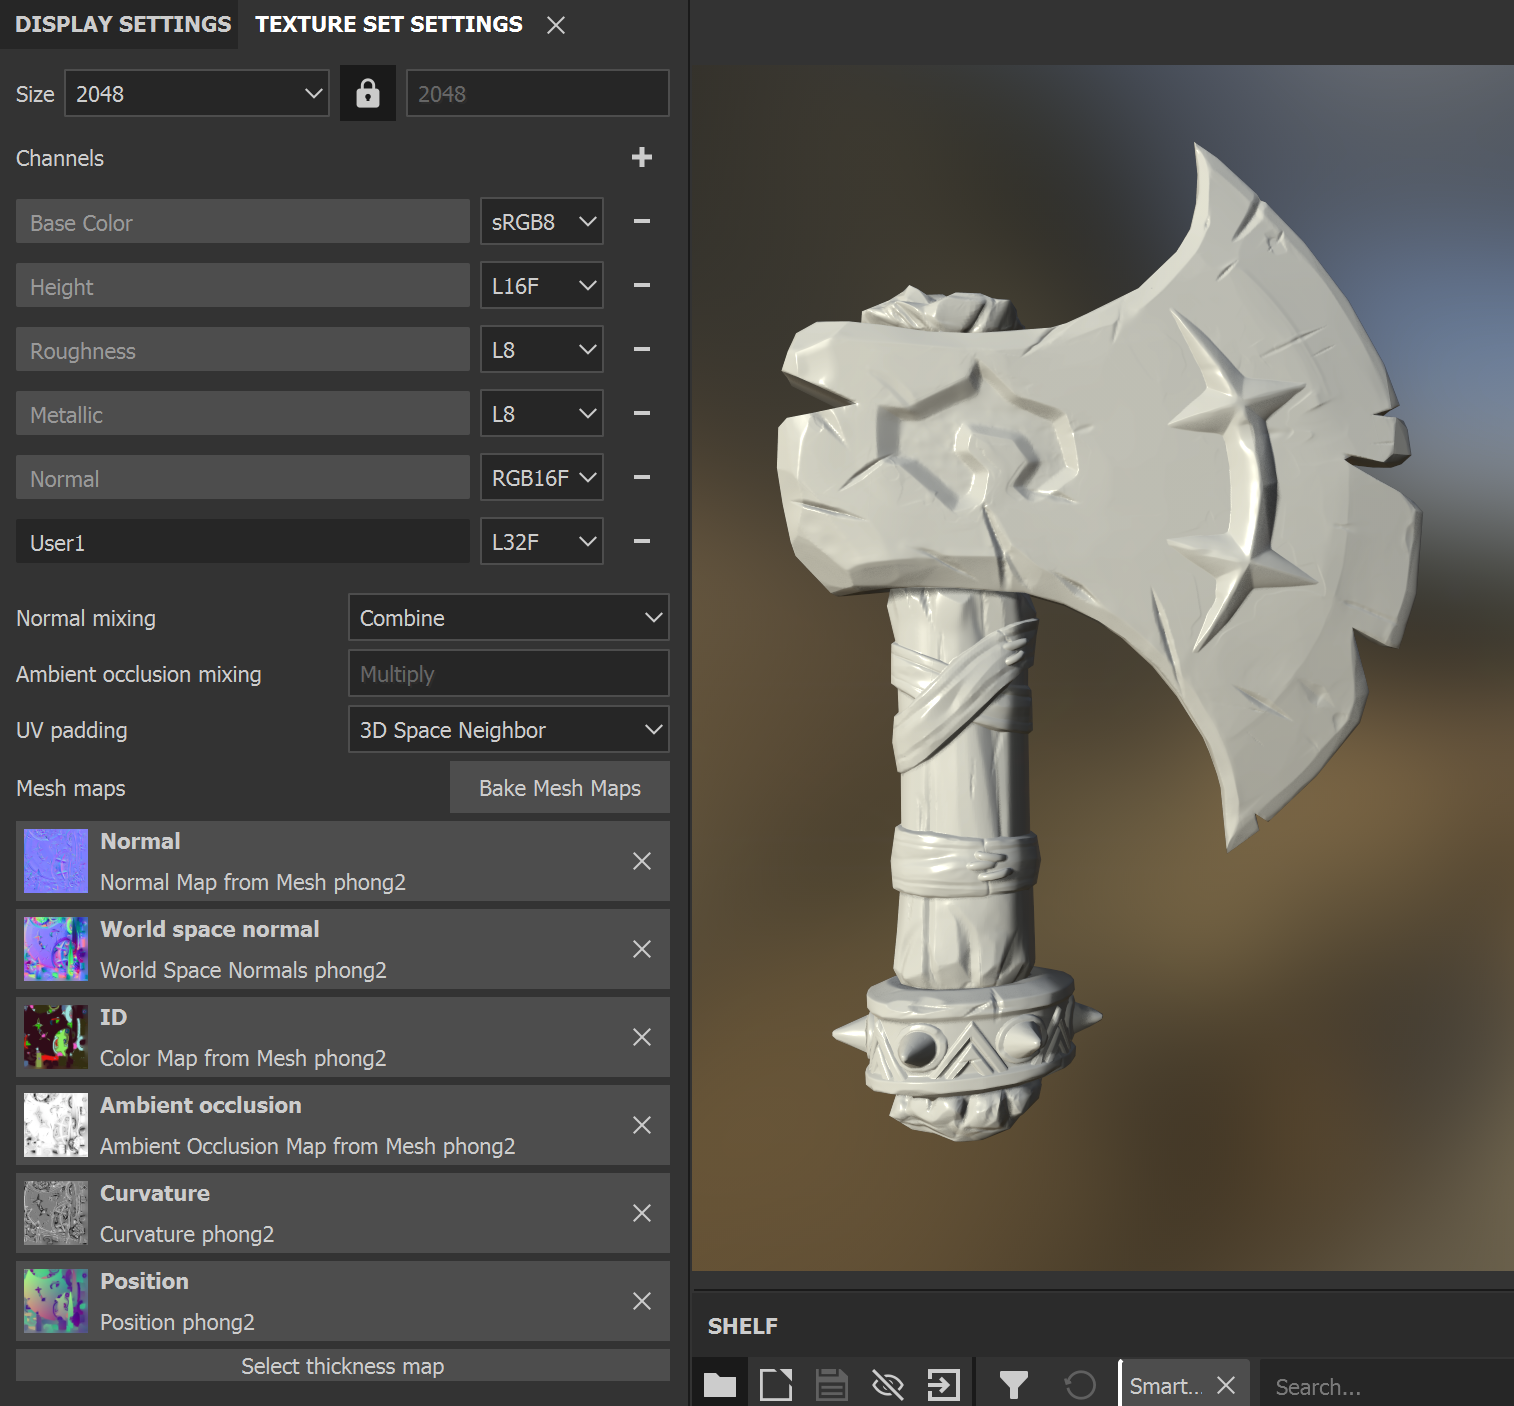 DISPLAY SETTINGS TEXTURE SET SETTINGS
Size 2048 2048
Channels
Base Color sRGB8
Height L16F
Roughness L8
Metallic L8
Normal RGB16F
User1 L32F
Normal mixing Combine
Ambient occlusion mixing Multiply
UV padding 3D Space Neighbor
Mesh maps Bake Mesh Maps
Normal
Normal Map from Mesh phong2
World space normal
World Space Normals phong2
ID
Color Map from Mesh phong2
Ambient occlusion
Ambient Occlusion Map from Mesh phong2
Curvature
Curvature phong2
Position
Position phong2
Select thickness map
SHELF
Smart... Search...